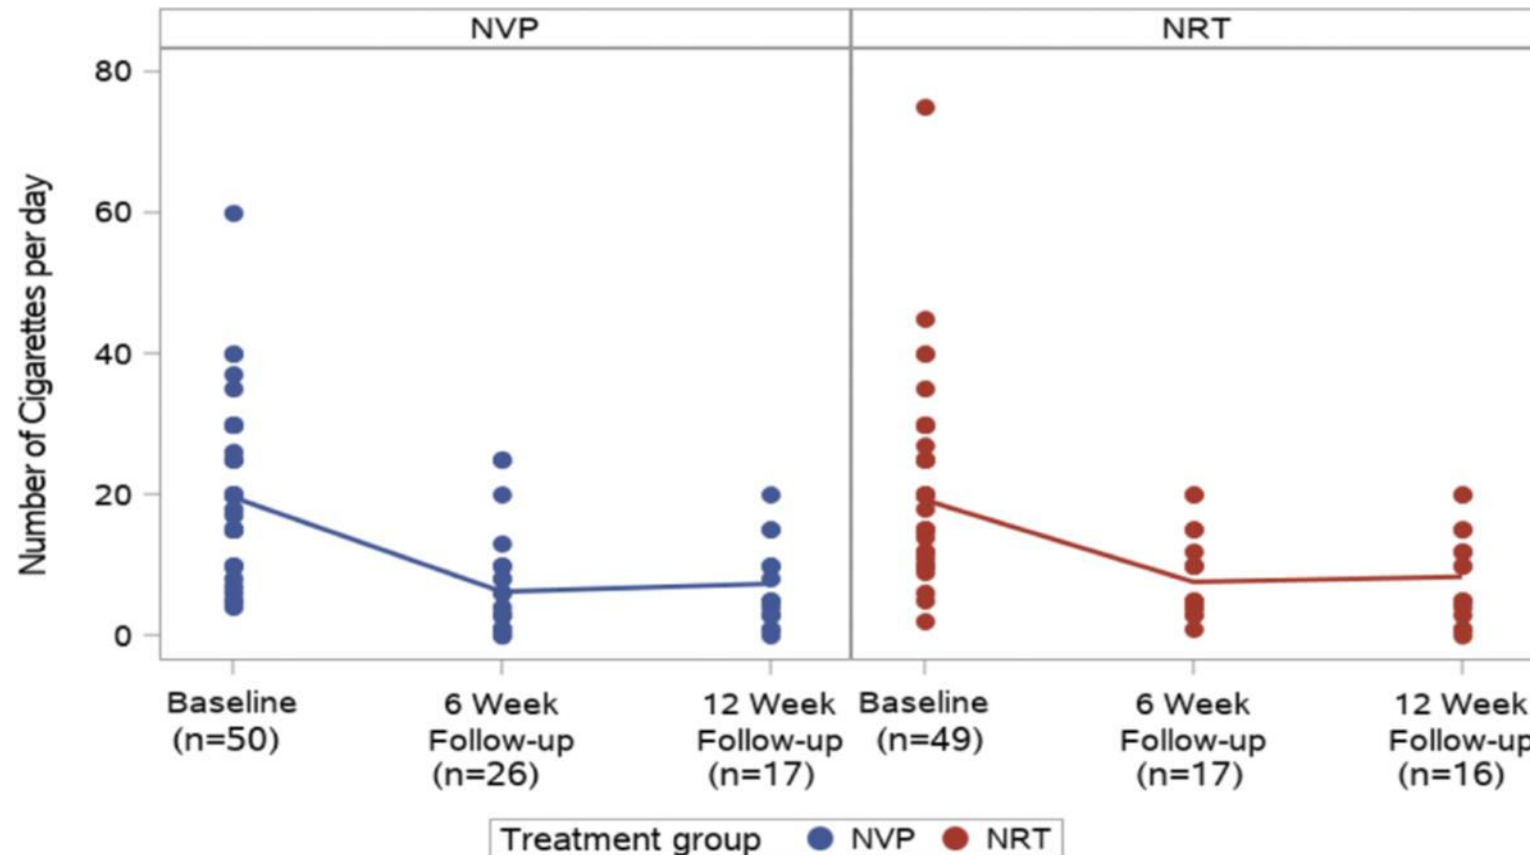 NVP
NRT
Number of Cigarettes per day
80
60
40
20
0
Baseline
(n=50)
6 Week
Follow-up
(n=26)
12 Week
Follow-up
(n=17)
Baseline
(n=49)
6 Week
Follow-up
(n=17)
12 Week
Follow-up
(n=16)
Treatment group NVP NRT